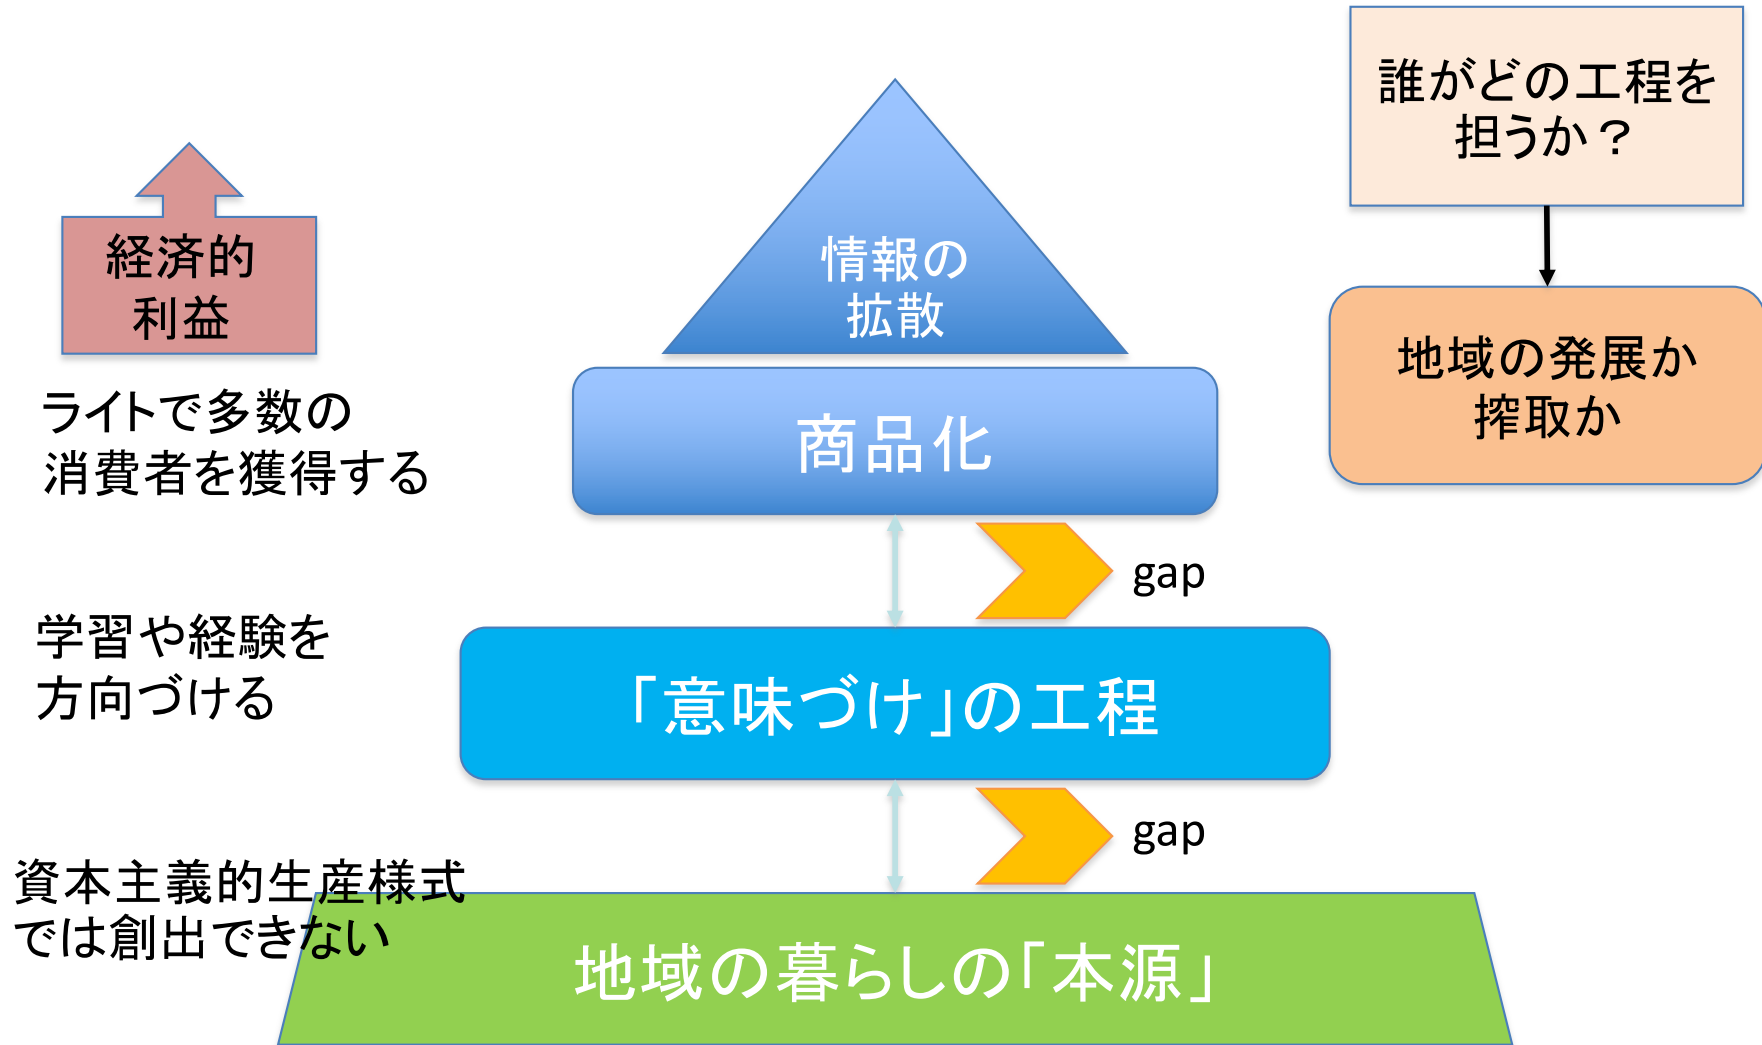 誰がどの工程を
担うか？
情報の
拡散
経済的
利益
地域の発展か
搾取か
ライトで多数の
消費者を獲得する
商品化
gap
学習や経験を
方向づける
「意味づけ」の工程
gap
資本主義的生産様式
では創出できない
地域の暮らしの「本源」